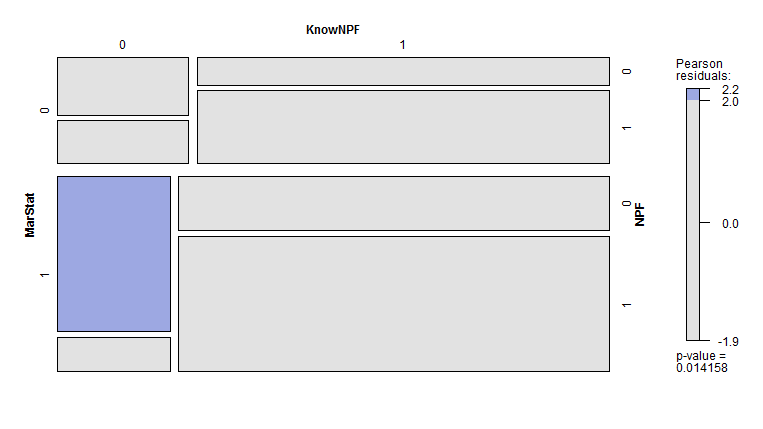 KnowNPF
0 1
Pearson
residuals:
2.2
2.0
0.0
-1.9
p-value =
0.014158
MarStat
0
1
NPF
0
1
0
1